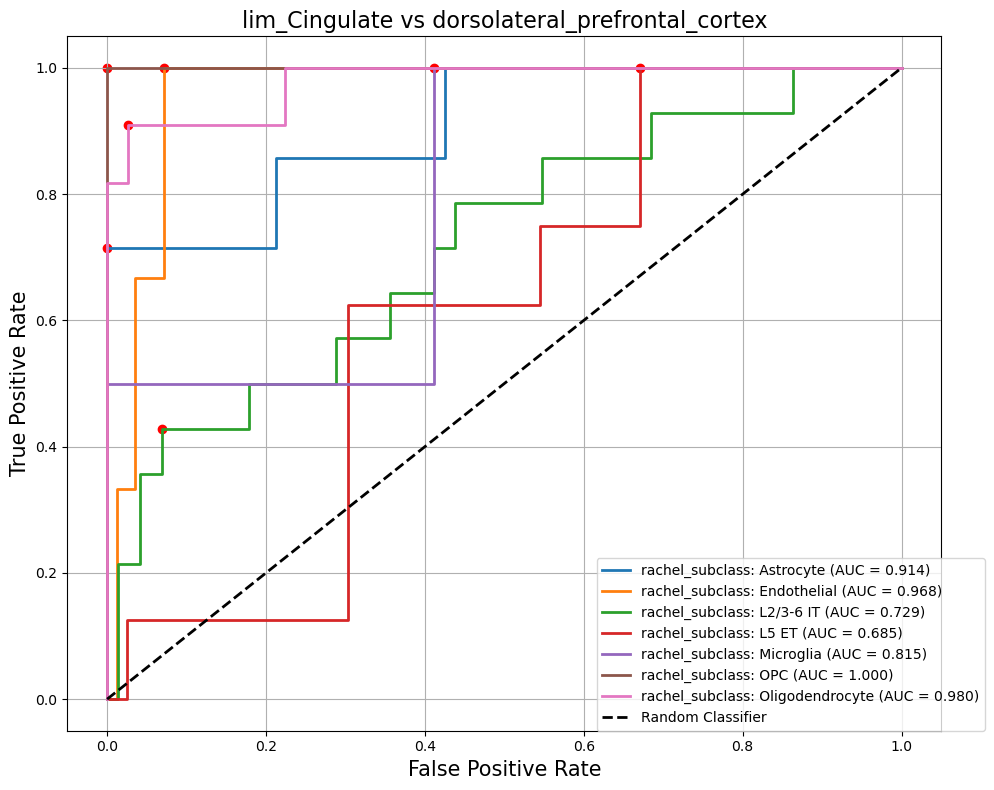 lim_Cingulate vs dorsolateral_prefrontal_cortex
True Positive Rate
1.0
0.8
0.6
0.4
0.2
0.0
rachel_subclass: Astrocyte (AUC = 0.914)
rachel_subclass: Endothelial (AUC = 0.968)
rachel_subclass: L2/3-6 IT (AUC = 0.729)
rachel_subclass: L5 ET (AUC = 0.685)
rachel_subclass: Microglia (AUC = 0.815)
rachel_subclass: OPC (AUC = 1.000)
rachel_subclass: Oligodendrocyte (AUC = 0.980)
Random Classifier
0.0 0.2 0.4 0.6 0.8 1.0
False Positive Rate